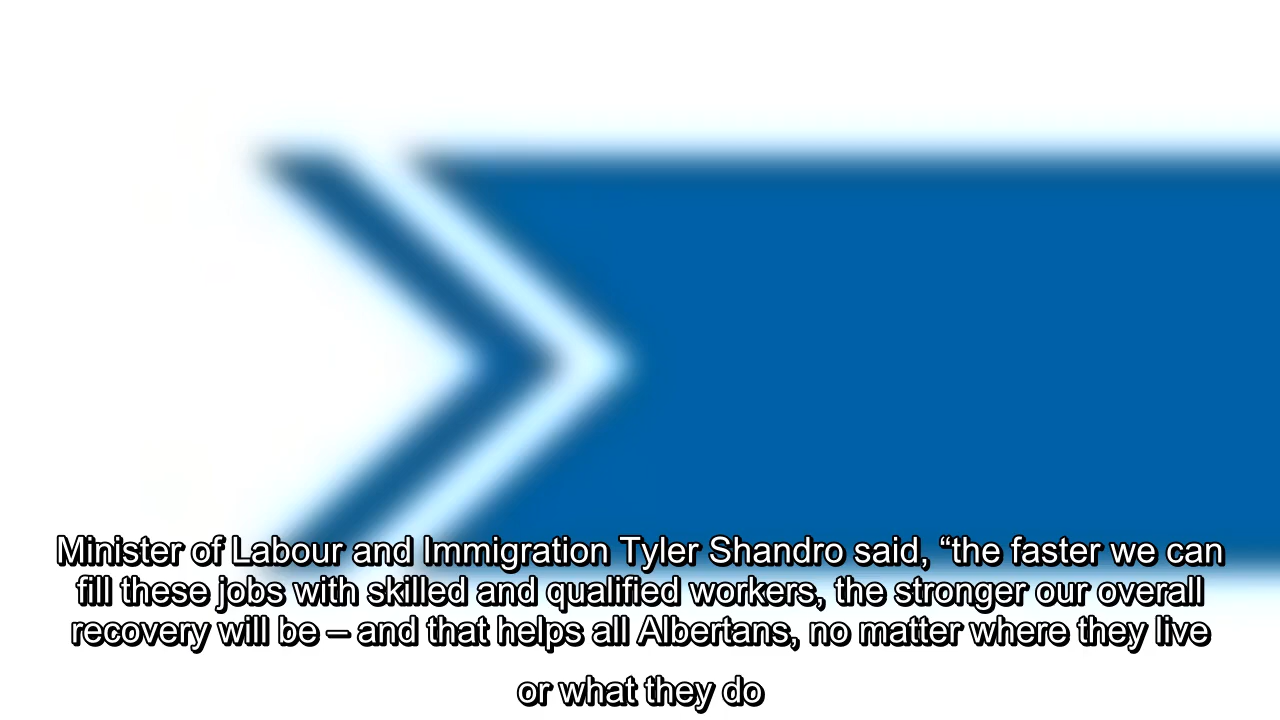 Minister of Labour and Immigration Tyler Shandro said, “the faster we can
fill these jobs with skilled and qualified workers, the stronger our overall
recovery will be – and that helps all Albertans, no matter where they live
or what they do